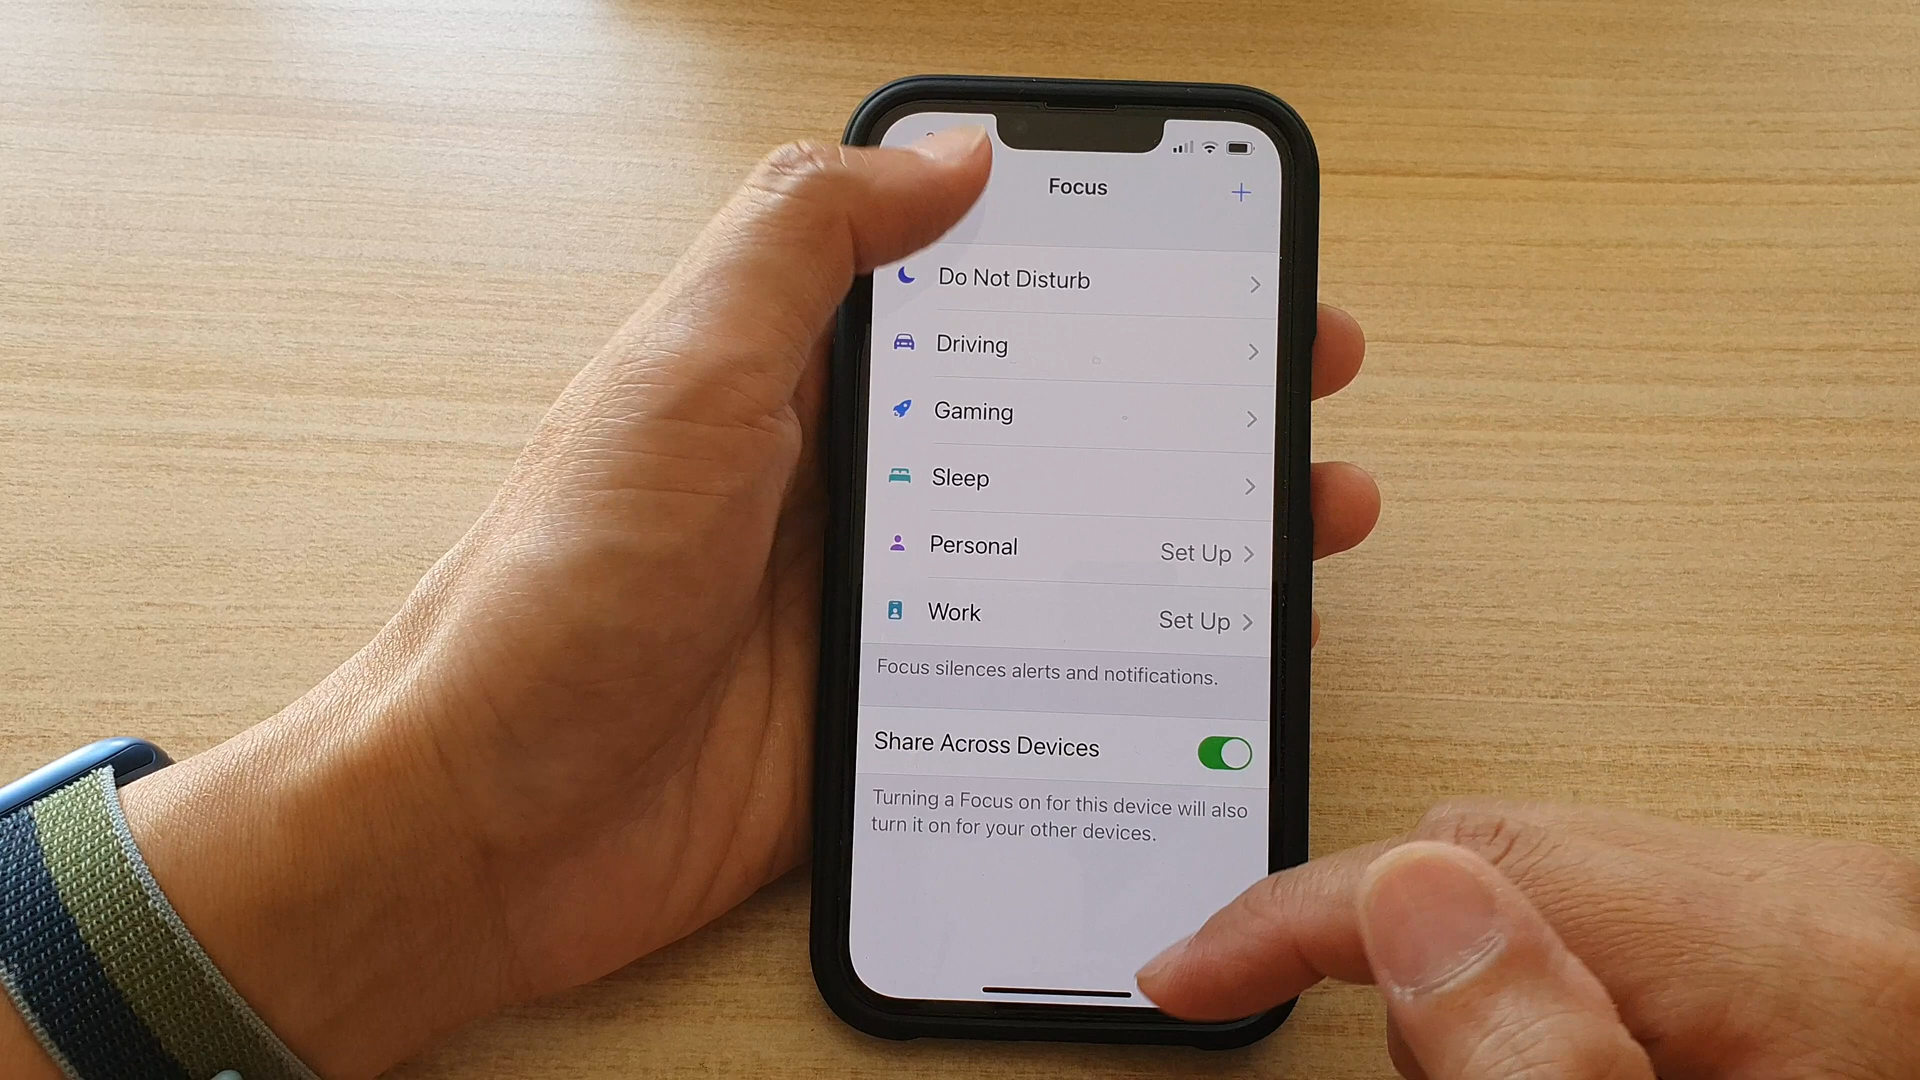 Focus
Do Not Disturb
Driving
Gaming
Sleep
Personal Set Up
Work Set Up
Focus silences alerts and notifications.
Share Across Devices
Turning a Focus on for this device will also
turn it on for your other devices.